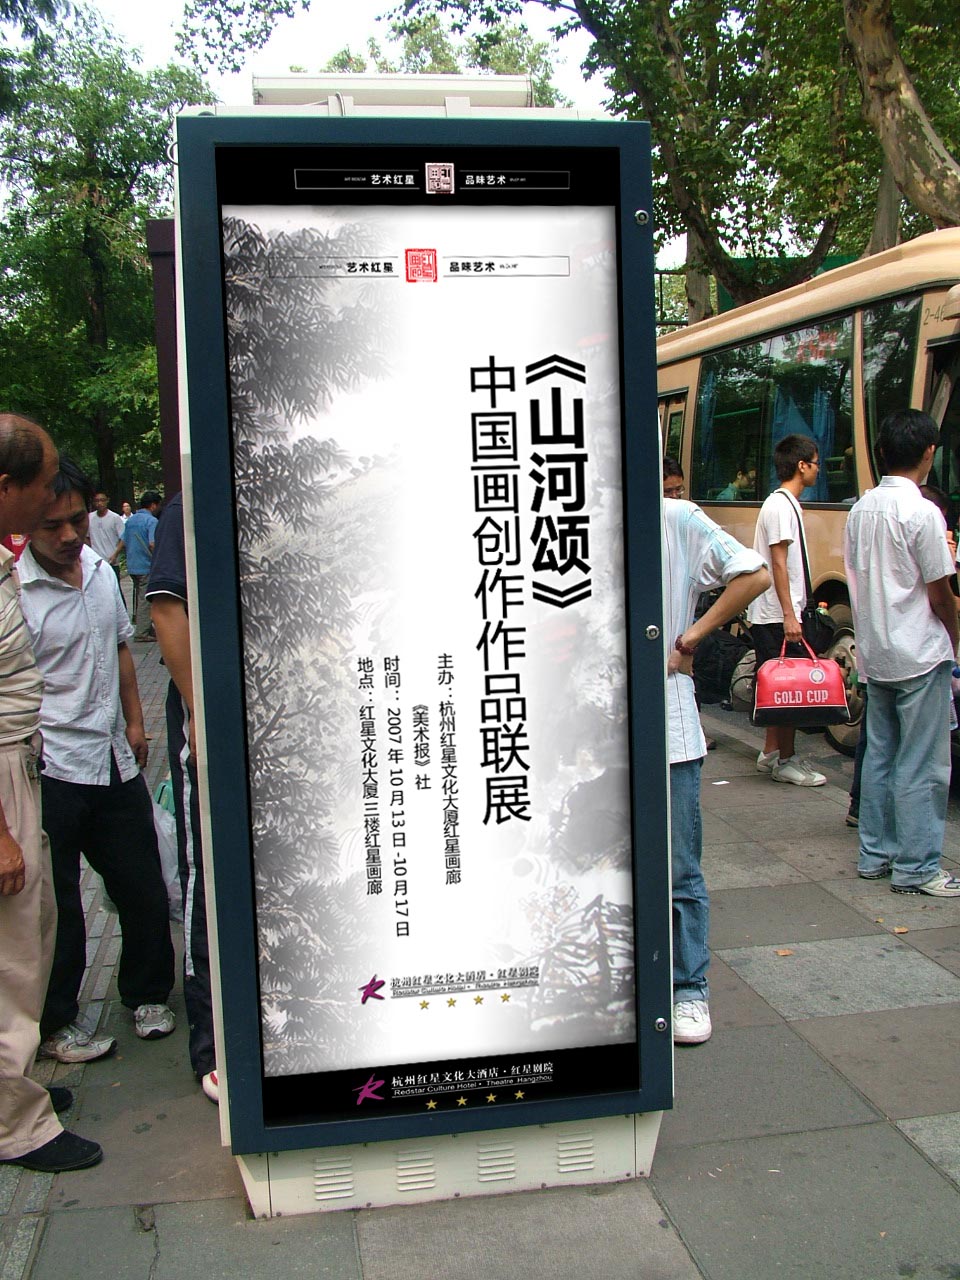 艺术红星 品味艺术
艺术红星 品味艺术
《山河颂》
中国画创作作品联展
主办：杭州红星文化大厦红星画廊
《美术报》社
时间：2007年10月13日-10月17日
地点：红星文化大厦三楼红星画廊
杭州红星文化大酒店·红星剧院
Redstar Culture Hotel · Theatre Hangzhou
杭州红星文化大酒店·红星剧院
Redstar Culture Hotel · Theatre Hangzhou
GOLD CUP